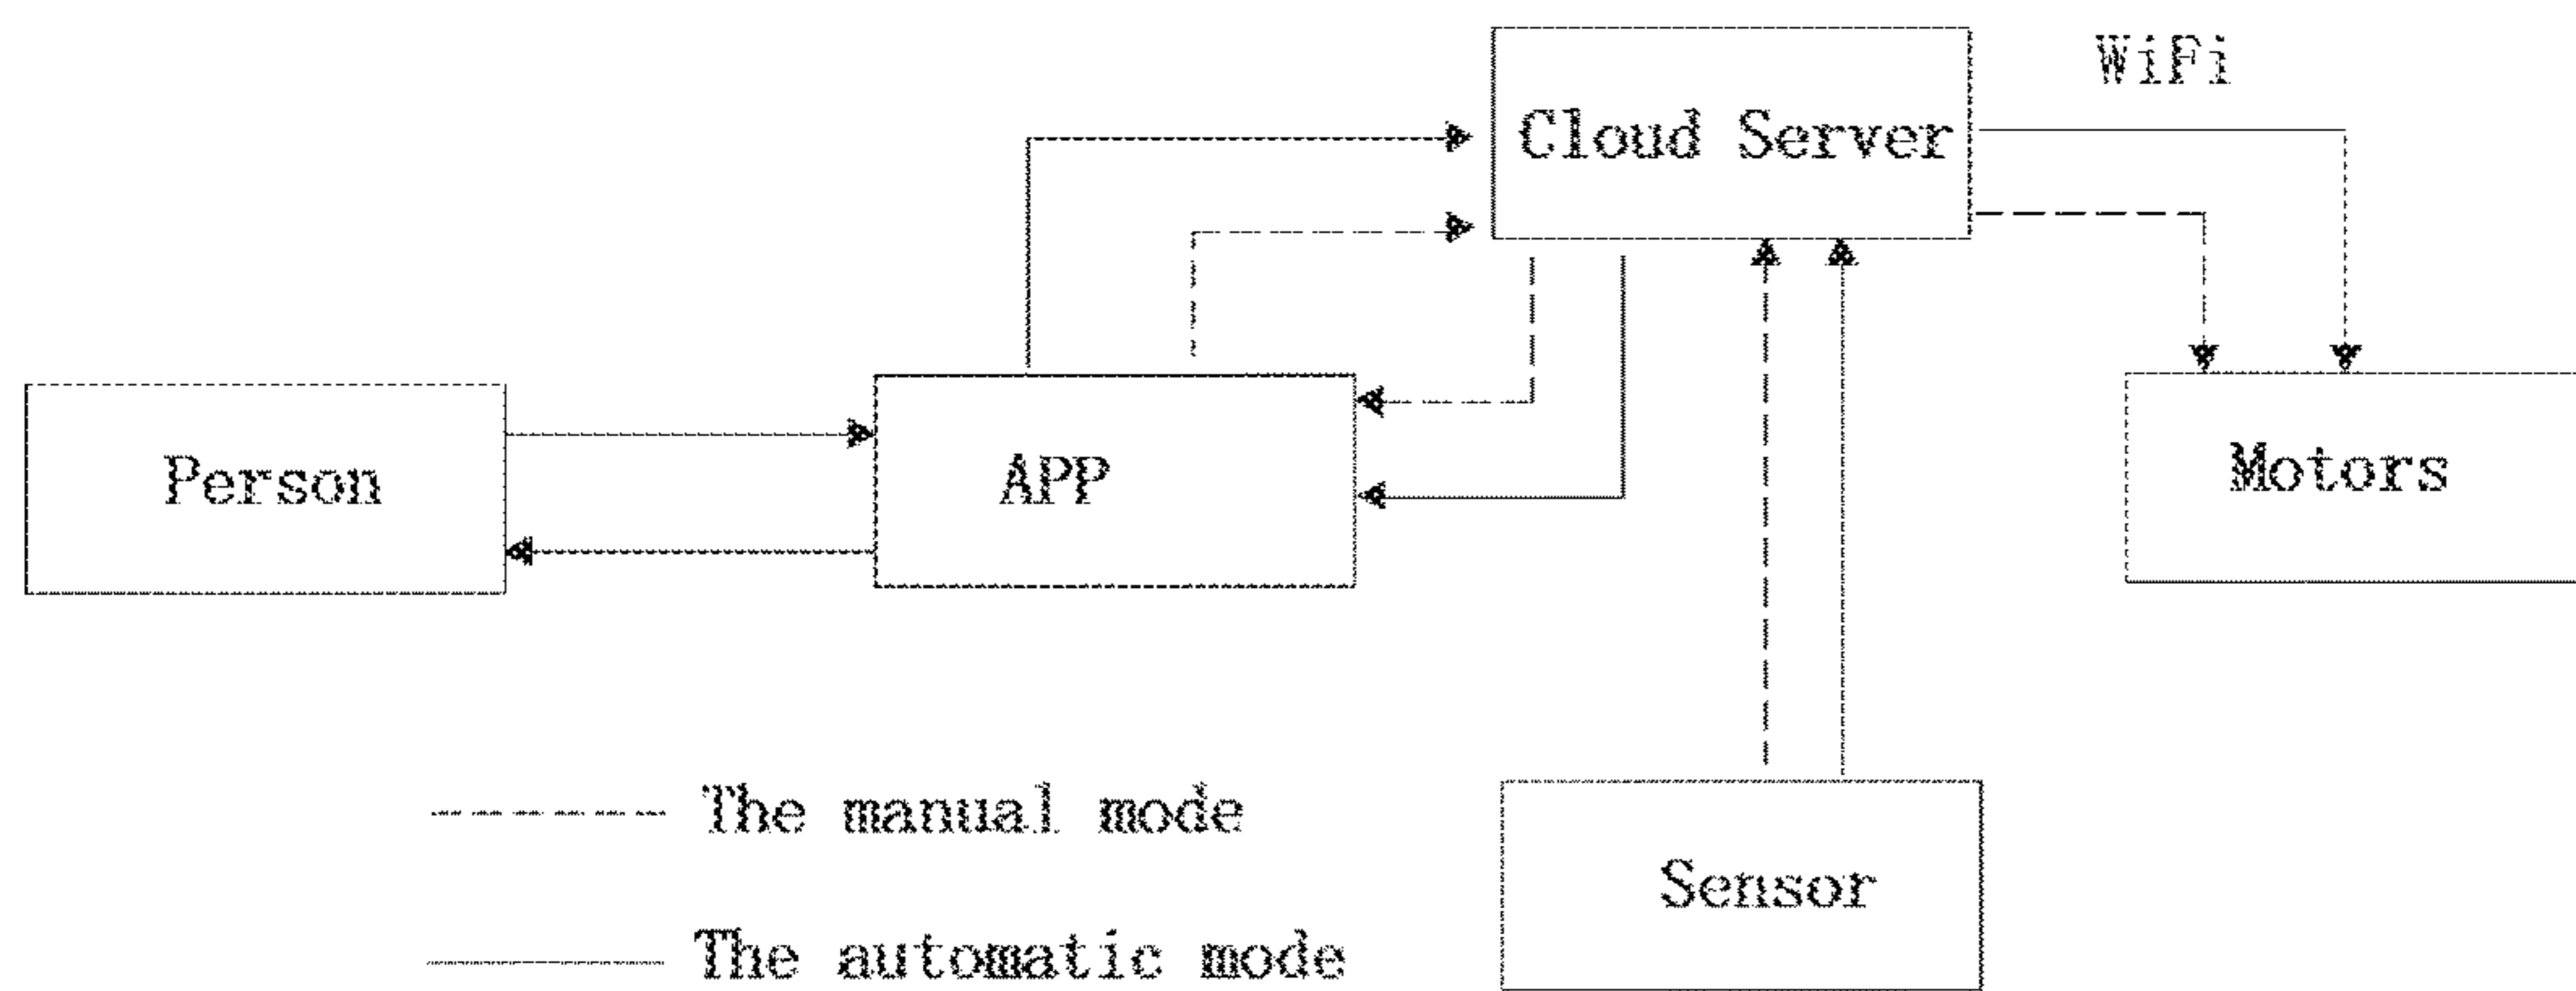 WiFi
Cloud Server
Person
APP
Motors
The manual mode
Sensor
The automatic mode